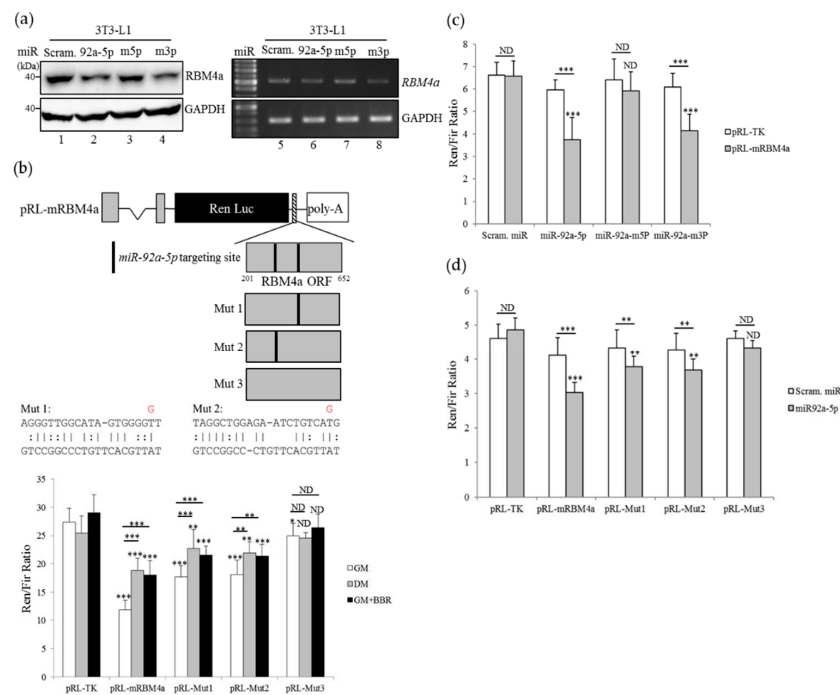 (a)
3T3-L1
miR Scram. 92a-5p m5p m3p
(kDa)
40
RBM4a
40
GAPDH
1 2 3 4
3T3-L1
Scram. 92a-5p m5p m3p
RBM4a
GAPDH
5 6 7 8
(b)
pRL-mRBM4a
Ren Luc
poly-A
miR-92a-5p targeting site
201 RBM4a ORF 652
Mut 1
Mut 2
Mut 3
Mut 1: G
AGGGTTGGCATA-GTGGGGTT
GTCCGGCCCTGTTCACGTTAT
Mut 2: G
TAGGCTGGAGA-ATCTGTCATG
GTCCGGCC-CTGTTCACGTTAT
Ren/Fir Ratio
35
30
25
20
15
10
5
0
*** *** *** *** *** ***
*** *** *** ** *** ***
** ** *** ** ***
ND
ND ND
* ND ND
GM
DM
GM+BBR
pRL-TK pRL-mRBM4a pRL-Mut1 pRL-Mut2 pRL-Mut3
(c)
Ren/Fir Ratio
9
8
7
6
5
4
3
2
1
0
ND *** ND ***
*** ND ***
pRL-TK
pRL-mRBM4a
Scram. miR miR-92a-5p miR-92a-m5P miR-92a-m3P
(d)
Ren/Fir Ratio
6
5
4
3
2
1
0
ND *** ** ** ND
*** ** ** ND
Scram. miR
miR92a-5p
pRL-TK pRL-mRBM4a pRL-Mut1 pRL-Mut2 pRL-Mut3